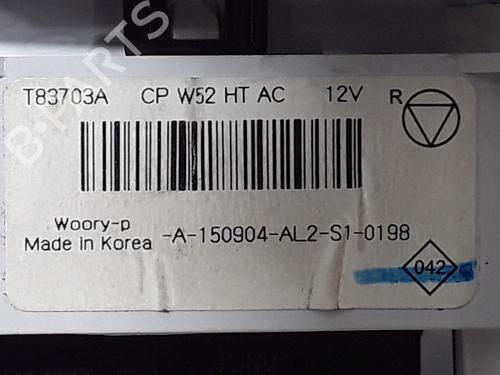 T83703A CP W52 HT AC 12V R
Woory-p
Made in Korea -A-150904-AL2-S1-0198
042
B-PARTS